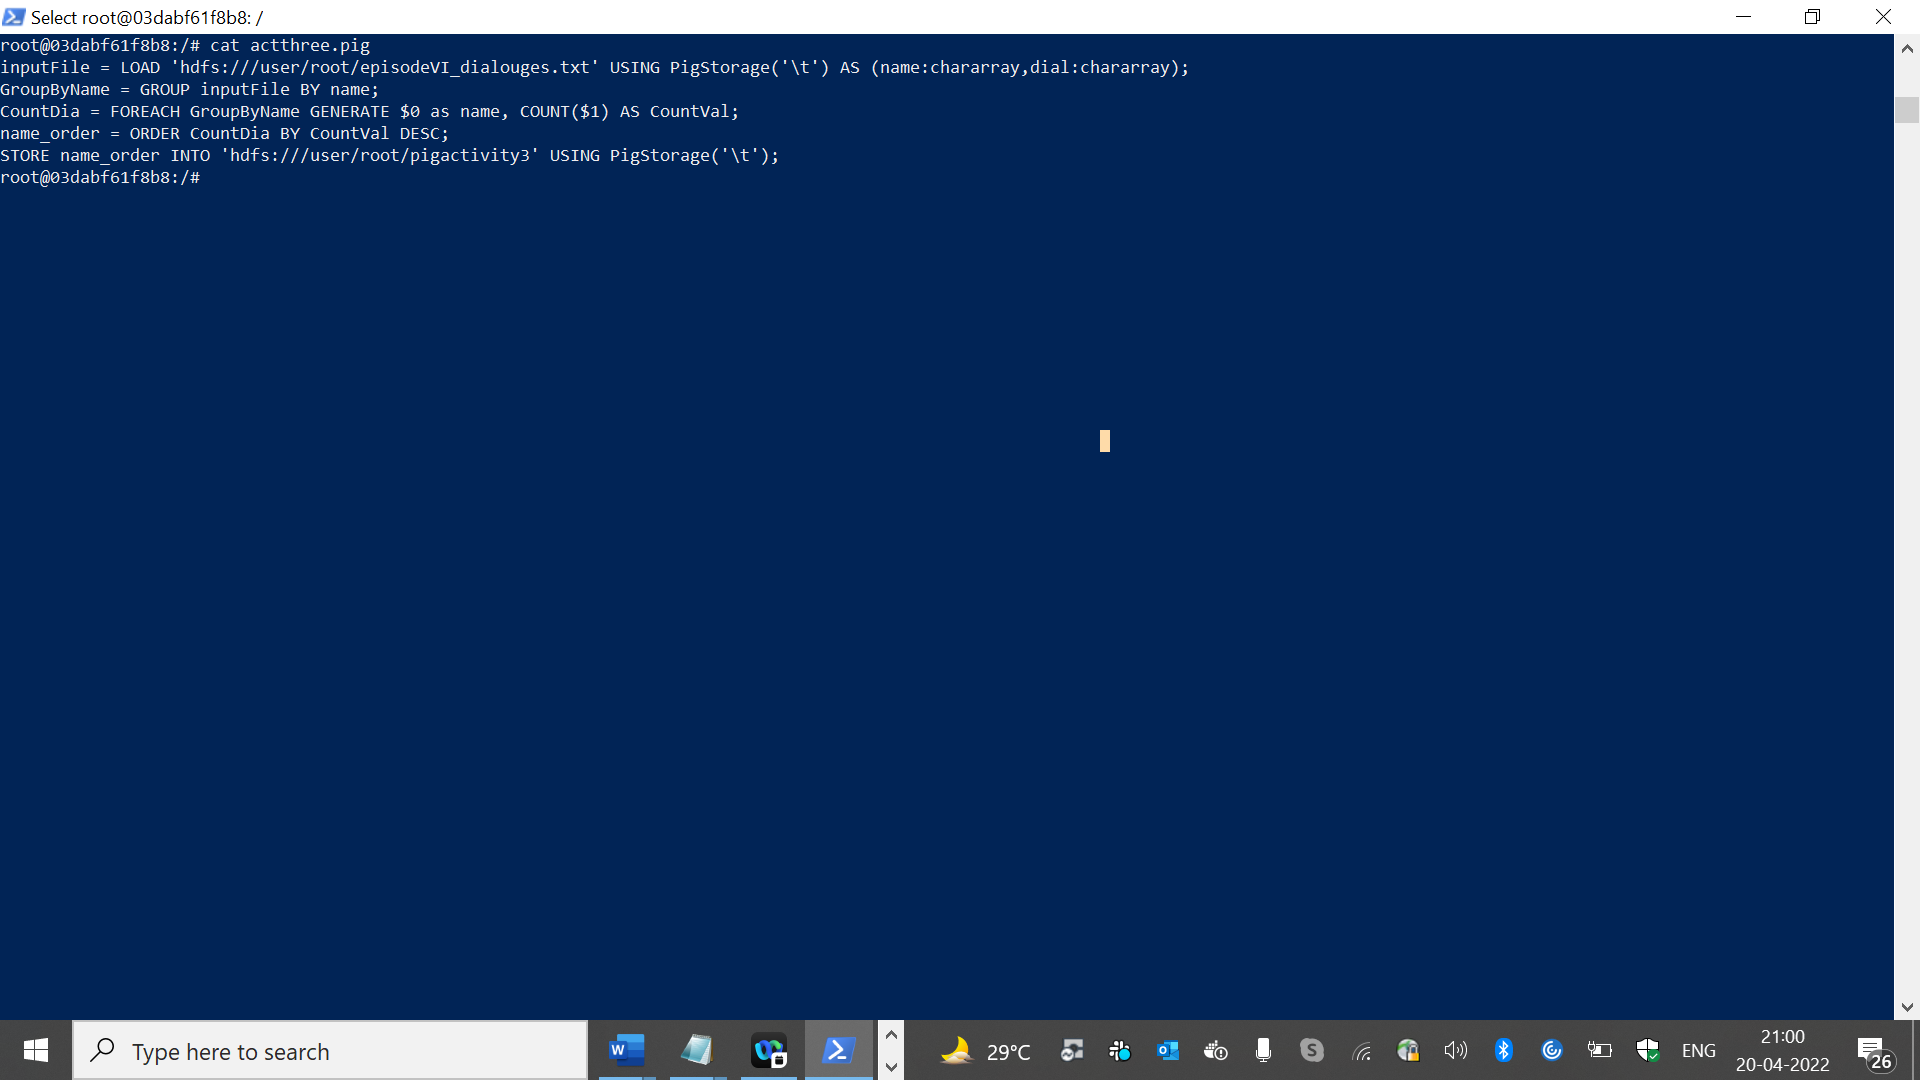 Select root@03dabf61f8b8: /
root@03dabf61f8b8:/# cat actthree.pig
inputFile = LOAD 'hdfs:///user/root/episodeVI_dialouges.txt' USING PigStorage('\t') AS (name:chararray,dial:chararray);
GroupByName = GROUP inputFile BY name;
CountDia = FOREACH GroupByName GENERATE $0 as name, COUNT($1) AS CountVal;
name_order = ORDER CountDia BY CountVal DESC;
STORE name_order INTO 'hdfs:///user/root/pigactivity3' USING PigStorage('\t');
root@03dabf61f8b8:/#
Type here to search
29°C
ENG
21:00
20-04-2022
26